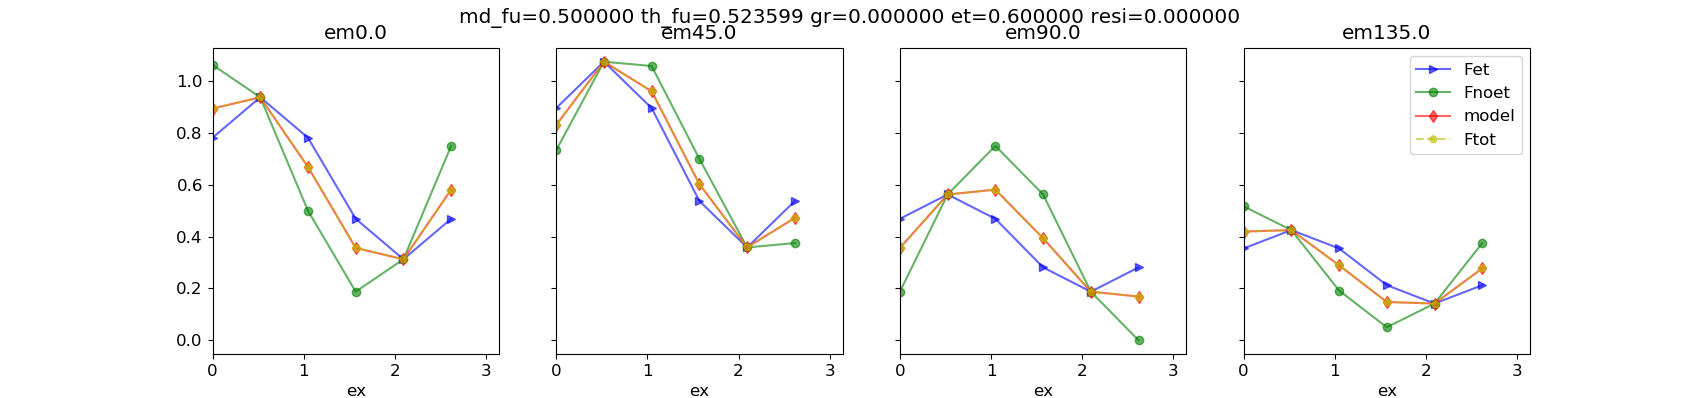 md_fu=0.500000 th_fu=0.523599 gr=0.000000 et=0.600000 resi=0.000000
em0.0
em45.0
em90.0
em135.0
1.0
0.8
0.6
0.4
0.2
0.0
Fet
Fnoet
model
Ftot
0 1 2 3
0 1 2 3
0 1 2 3
0 1 2 3
ex
ex
ex
ex